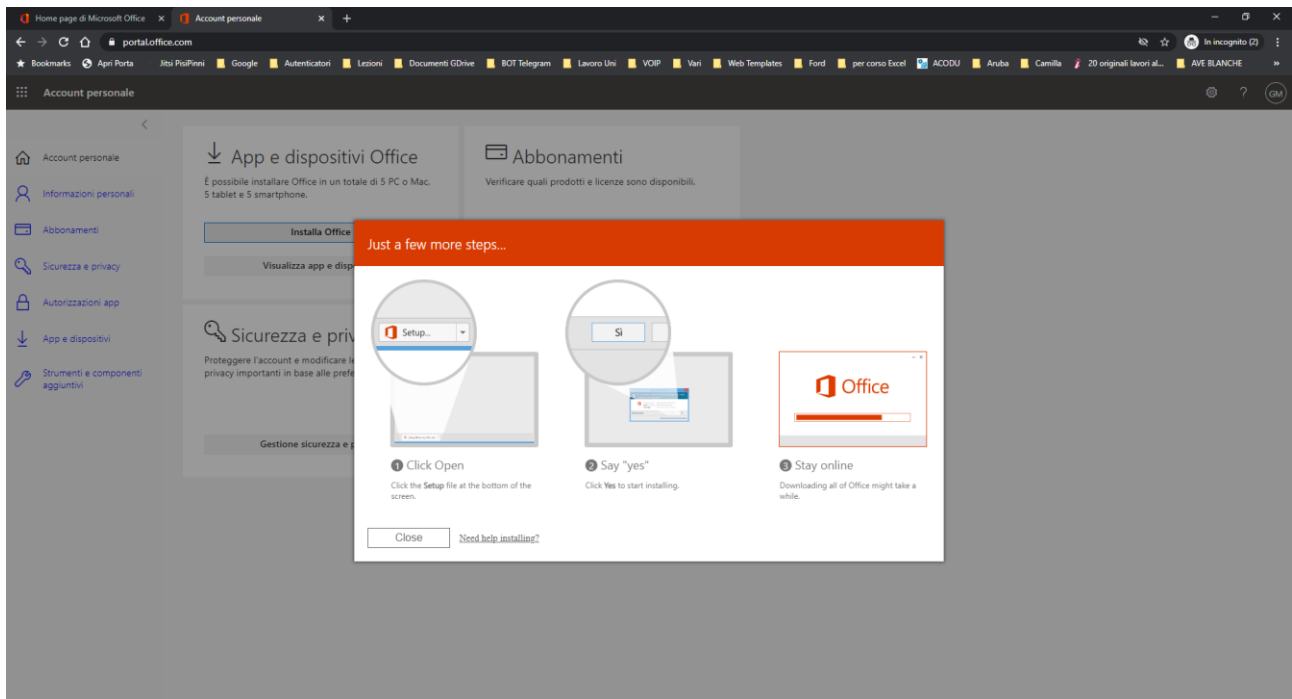 Home page di Microsoft Office
Account personale
portal.office.com
In incognito (2)
Bookmarks
Apri Porta
Jitsi PisiPinni
Google
Autenticatori
Lezioni
Documenti GDrive
BOT Telegram
Lavoro Uni
VOIP
Vari
Web Templates
Ford
per corso Excel
ACODU
Aruba
Camilla
20 originali lavori al...
AVE BLANCHE
»
Account personale
?
GM
Account personale
Informazioni personali
Abbonamenti
Sicurezza e privacy
Autorizzazioni app
App e dispositivi
Strumenti e componenti
aggiuntivi
App e dispositivi Office
È possibile installare Office in un totale di 5 PC o Mac,
5 tablet e 5 smartphone.
Installa Office
Visualizza app e disp
Abbonamenti
Verificare quali prodotti e licenze sono disponibili.
Sicurezza e priv
Proteggere l'account e modificare le
privacy importanti in base alle prefe
Gestione sicurezza e p
Just a few more steps...
Setup...
Sì
Office
1 Click Open
Click the Setup file at the bottom of the
screen.
2 Say "yes"
Click Yes to start installing.
3 Stay online
Downloading all of Office might take a
while.
Close
Need help installing?